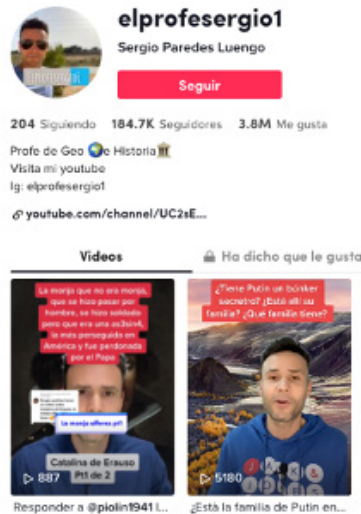 elprofesergio1
Sergio Paredes Luengo
Seguir
204 Siguiendo 184.7K Seguidores 3.8M Me gusta
Profe de Geo e Historia
Visita mi youtube
Ig: elprofesergio1
youtube.com/channel/UC2sE...
Videos
Ha dicho que le gusta
La monja que no era monja,
que se hizo pasar por
hombre, se hizo soldado
pero que era una as3sin4,
la más perseguida en
América y fue perdonada
por el Papa
La monja alférez pt1
Catalina de Erauso
Pt1 de 2
887
Responder a @piolin1941 l...
¿Tiene Putin un búnker
secretro? ¿Está allí su
familia? ¿Qué familia tiene?
5180
¿Está la familia de Putin en...